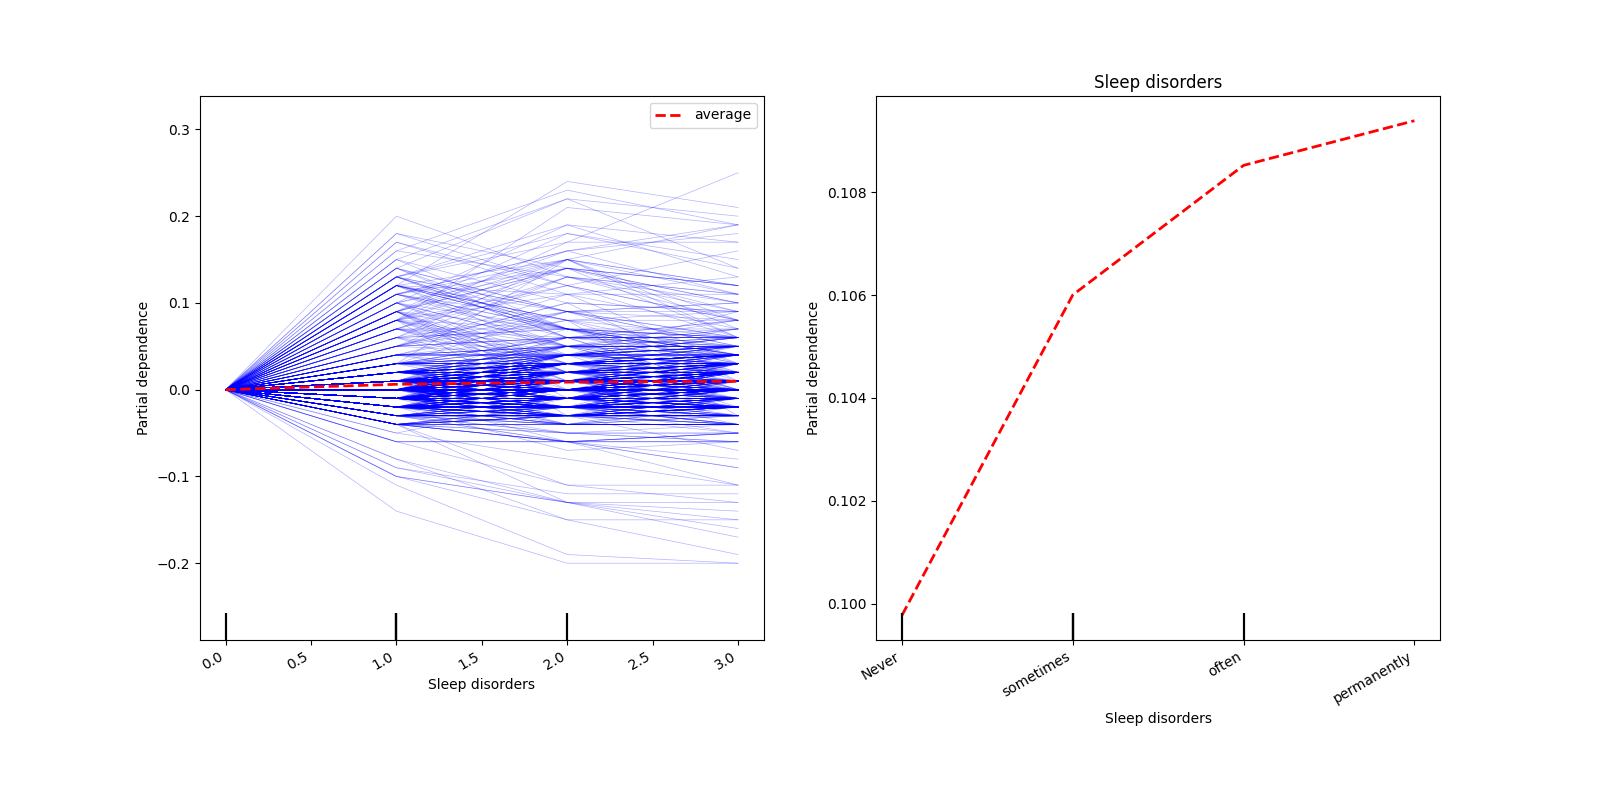 average
Partial dependence
0.3
0.2
0.1
0.0
−0.1
−0.2
0.0
0.5
1.0
1.5
2.0
2.5
3.0
Sleep disorders
Sleep disorders
Partial dependence
0.108
0.106
0.104
0.102
0.100
Never
sometimes
often
permanently
Sleep disorders